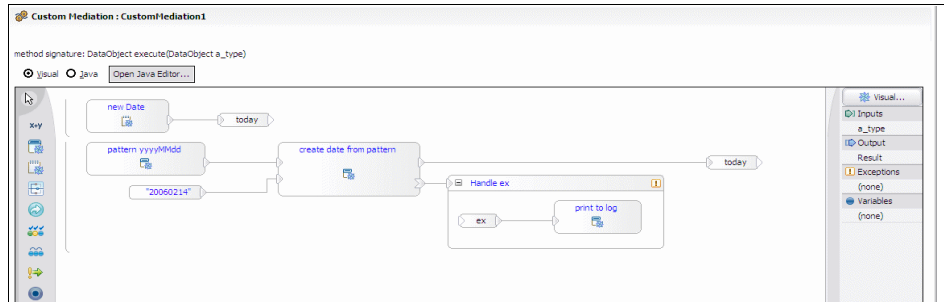 Custom Mediation : CustomMediation1
method signature: DataObject execute(DataObject a_type)
Visual Java Open Java Editor...
new Date
today
pattern yyyyMMdd
"20060214"
create date from pattern
today
Handle ex
ex
print to log
x+y
Visual...
Inputs
a_type
Output
Result
Exceptions
(none)
Variables
(none)